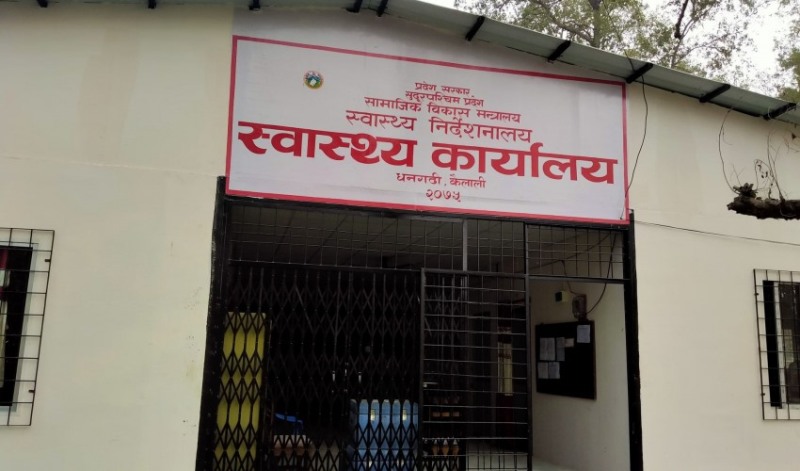 प्रदेश सरकार
सुदुरपश्चिम प्रदेश
सामाजिक विकास मन्त्रालय
स्वास्थ्य निर्देशनालय
स्वास्थ्य कार्यालय
धनगढी, कैलाली
२०७५